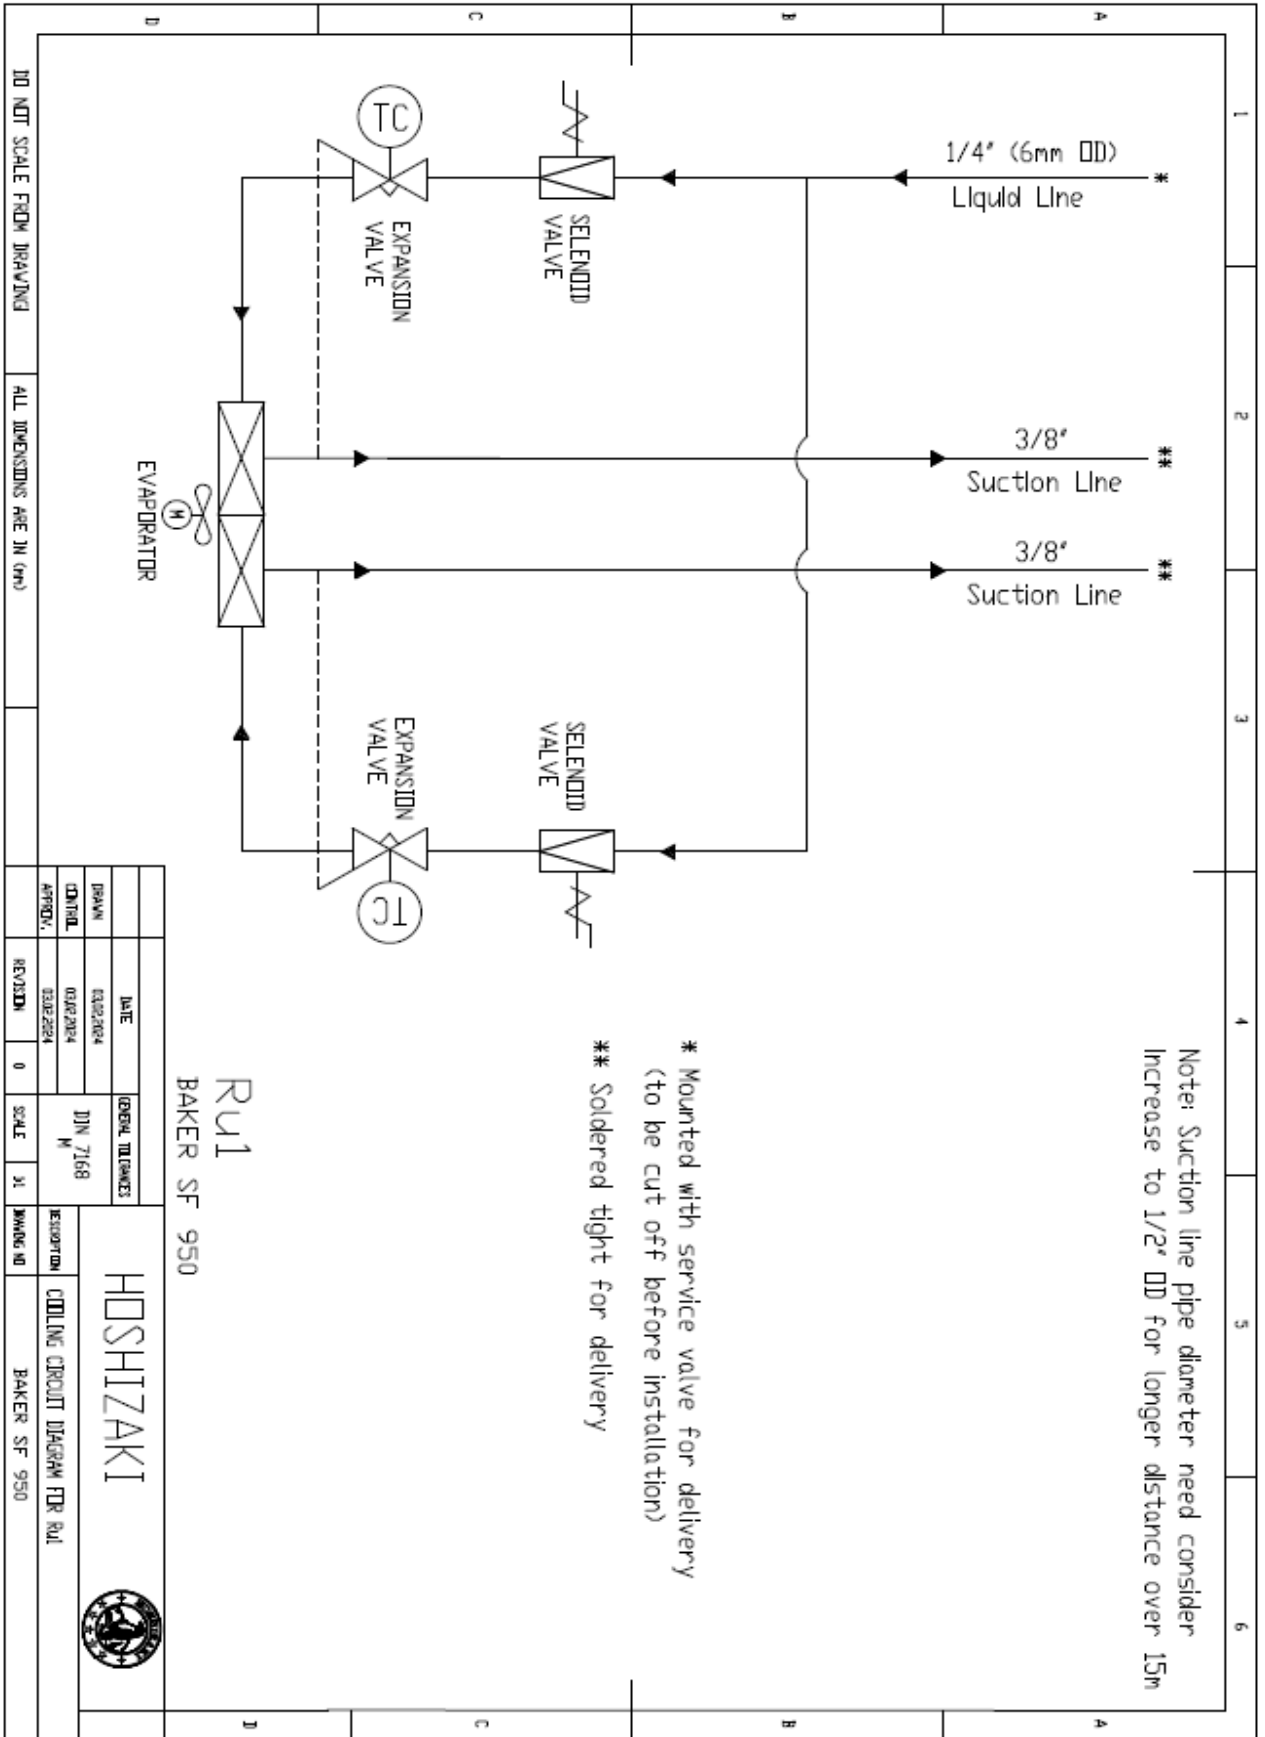 1
2
3
4
5
6
A
B
C
D
A
B
C
D
Note: Suction line pipe diameter need consider
Increase to 1/2" OD for longer distance over 15m
1/4" (6mm OD)
Liquid Line
*
3/8"
Suction Line
**
3/8"
Suction Line
**
SELENOID
VALVE
SELENOID
VALVE
TC
EXPANSION
VALVE
EXPANSION
VALVE
TC
M
EVAPORATOR
* Mounted with service valve for delivery
(to be cut off before installation)
** Soldered tight for delivery
Ru1
BAKER SF 950
DATE
GENERAL TOLERANCES
DRAWN
03.02.2024
CONTROL
03.02.2024
APPROV.
03.02.2024
DIN 7168
M
HOSHIZAKI
DESCRIPTION
COOLING CIRCUIT DIAGRAM FOR Ru1
DO NOT SCALE FROM DRAWING!
ALL DIMENSIONS ARE IN (mm)
REVISION
0
SCALE
DRAWING NO
BAKER SF 950